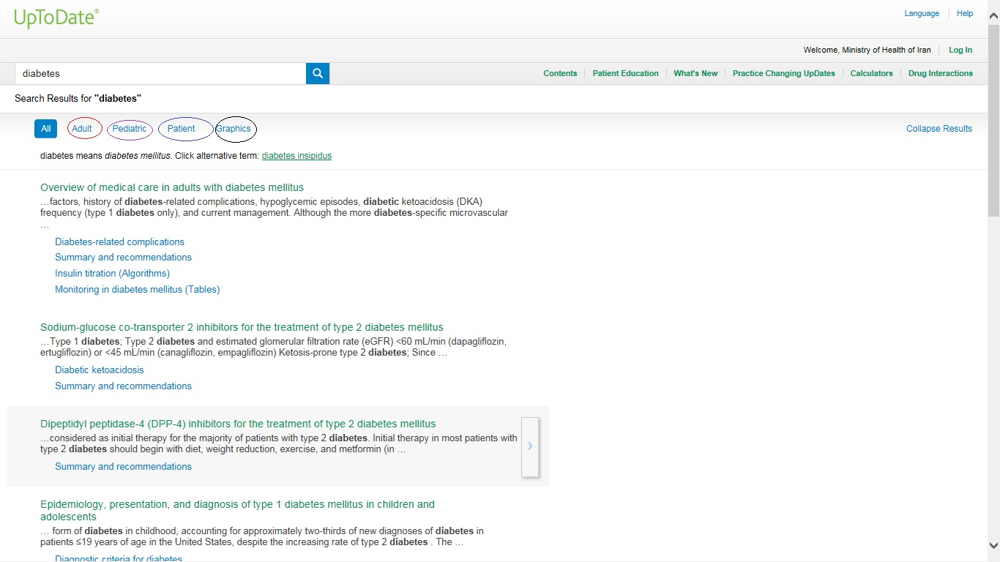 UpToDate®
Language Help
Welcome, Ministry of Health of Iran Log In
diabetes
Contents Patient Education What's New Practice Changing UpDates Calculators Drug Interactions
Search Results for "diabetes"
All Adult Pediatric Patient Graphics Collapse Results
diabetes means diabetes mellitus. Click alternative term: diabetes insipidus
Overview of medical care in adults with diabetes mellitus
…factors, history of diabetes-related complications, hypoglycemic episodes, diabetic ketoacidosis (DKA)
frequency (type 1 diabetes only), and current management. Although the more diabetes-specific microvascular
…
Diabetes-related complications
Summary and recommendations
Insulin titration (Algorithms)
Monitoring in diabetes mellitus (Tables)
Sodium-glucose co-transporter 2 inhibitors for the treatment of type 2 diabetes mellitus
…Type 1 diabetes; Type 2 diabetes and estimated glomerular filtration rate (eGFR) <60 mL/min (dapagliflozin,
ertugliflozin) or <45 mL/min (canagliflozin, empagliflozin) Ketosis-prone type 2 diabetes; Since …
Diabetic ketoacidosis
Summary and recommendations
Dipeptidyl peptidase-4 (DPP-4) inhibitors for the treatment of type 2 diabetes mellitus
…considered as initial therapy for the majority of patients with type 2 diabetes. Initial therapy in most patients with
type 2 diabetes should begin with diet, weight reduction, exercise, and metformin (in …
Summary and recommendations
Epidemiology, presentation, and diagnosis of type 1 diabetes mellitus in children and
adolescents
… form of diabetes in childhood, accounting for approximately two-thirds of new diagnoses of diabetes in
patients ≤19 years of age in the United States, despite the increasing rate of type 2 diabetes . The …
Diagnostic criteria for diabetes